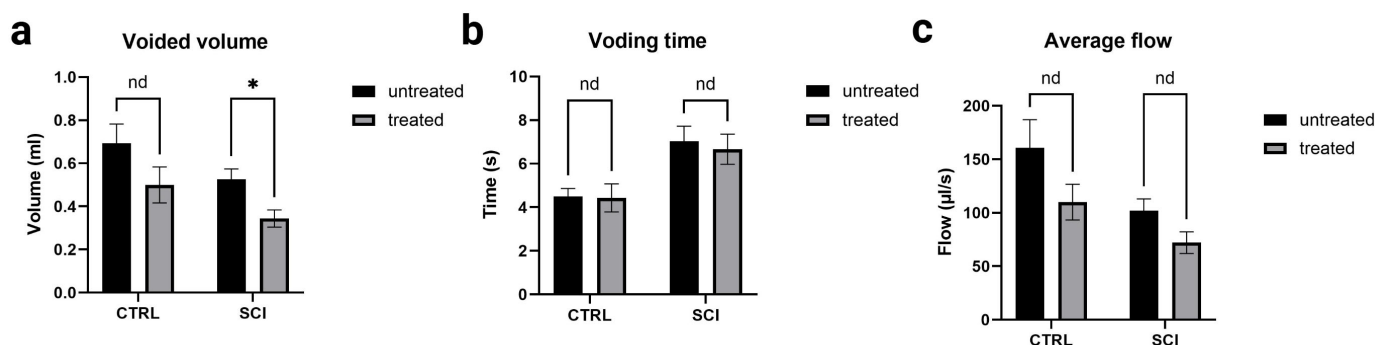 a
Voided volume
Volume (ml)
1.0
0.8
0.6
0.4
0.2
0.0
nd
*
CTRL
SCI
untreated
treated
b
Voding time
Time (s)
10
8
6
4
2
0
nd
nd
CTRL
SCI
untreated
treated
c
Average flow
Flow (µl/s)
200
150
100
50
0
nd
nd
CTRL
SCI
untreated
treated